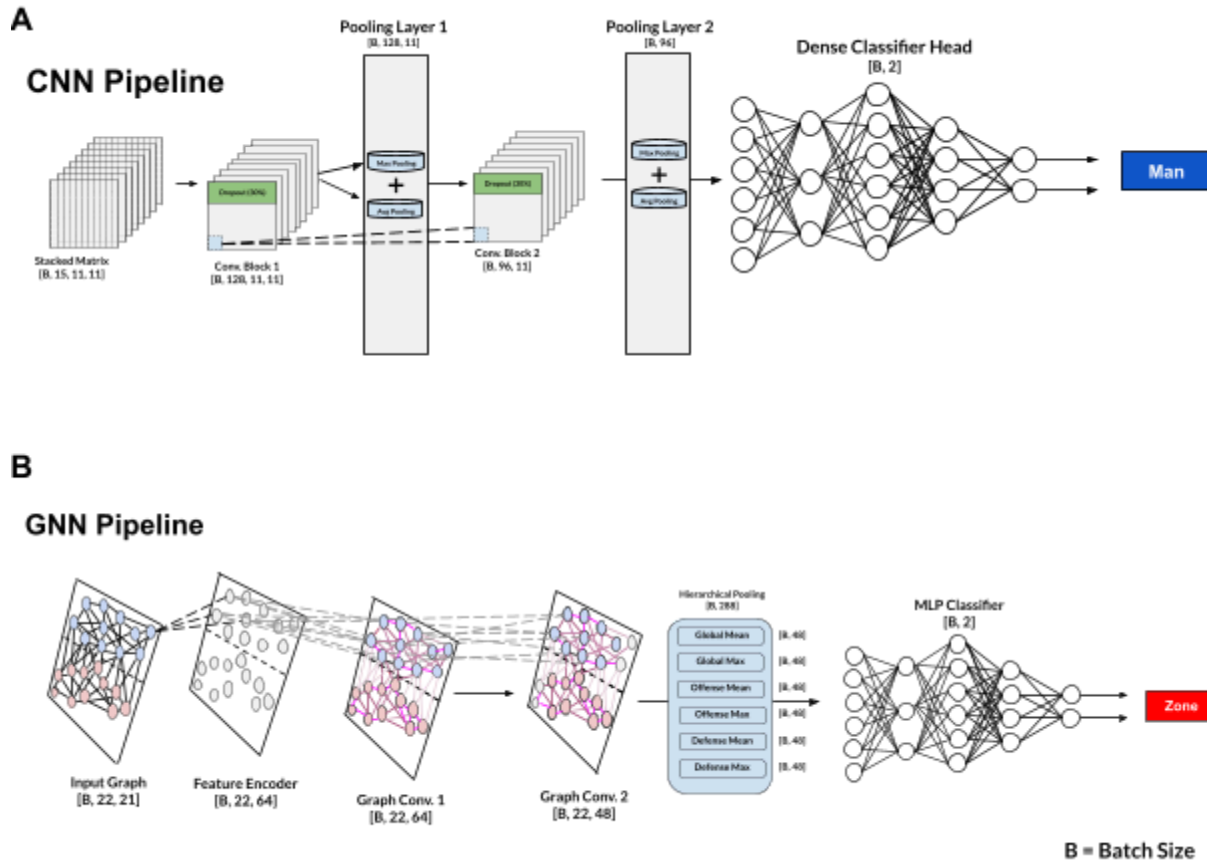 A
CNN Pipeline
Pooling Layer 1
[B, 128, 11]
Pooling Layer 2
[B, 96]
Dense Classifier Head
[B, 2]
Max Pooling
+
Avg Pooling
Max Pooling
+
Avg Pooling
Dropout (30%)
Dropout (35%)
Man
Stacked Matrix
[B, 15, 11, 11]
Conv. Block 1
[B, 128, 11, 11]
Conv. Block 2
[B, 96, 11]
B
GNN Pipeline
Hierarchical Pooling
[B, 288]
MLP Classifier
[B, 2]
Global Mean [B, 48]
Global Max [B, 48]
Offense Mean [B, 48]
Offense Max [B, 48]
Defense Mean [B, 48]
Defense Max [B, 48]
Zone
Input Graph
[B, 22, 21]
Feature Encoder
[B, 22, 64]
Graph Conv. 1
[B, 22, 64]
Graph Conv. 2
[B, 22, 48]
B = Batch Size